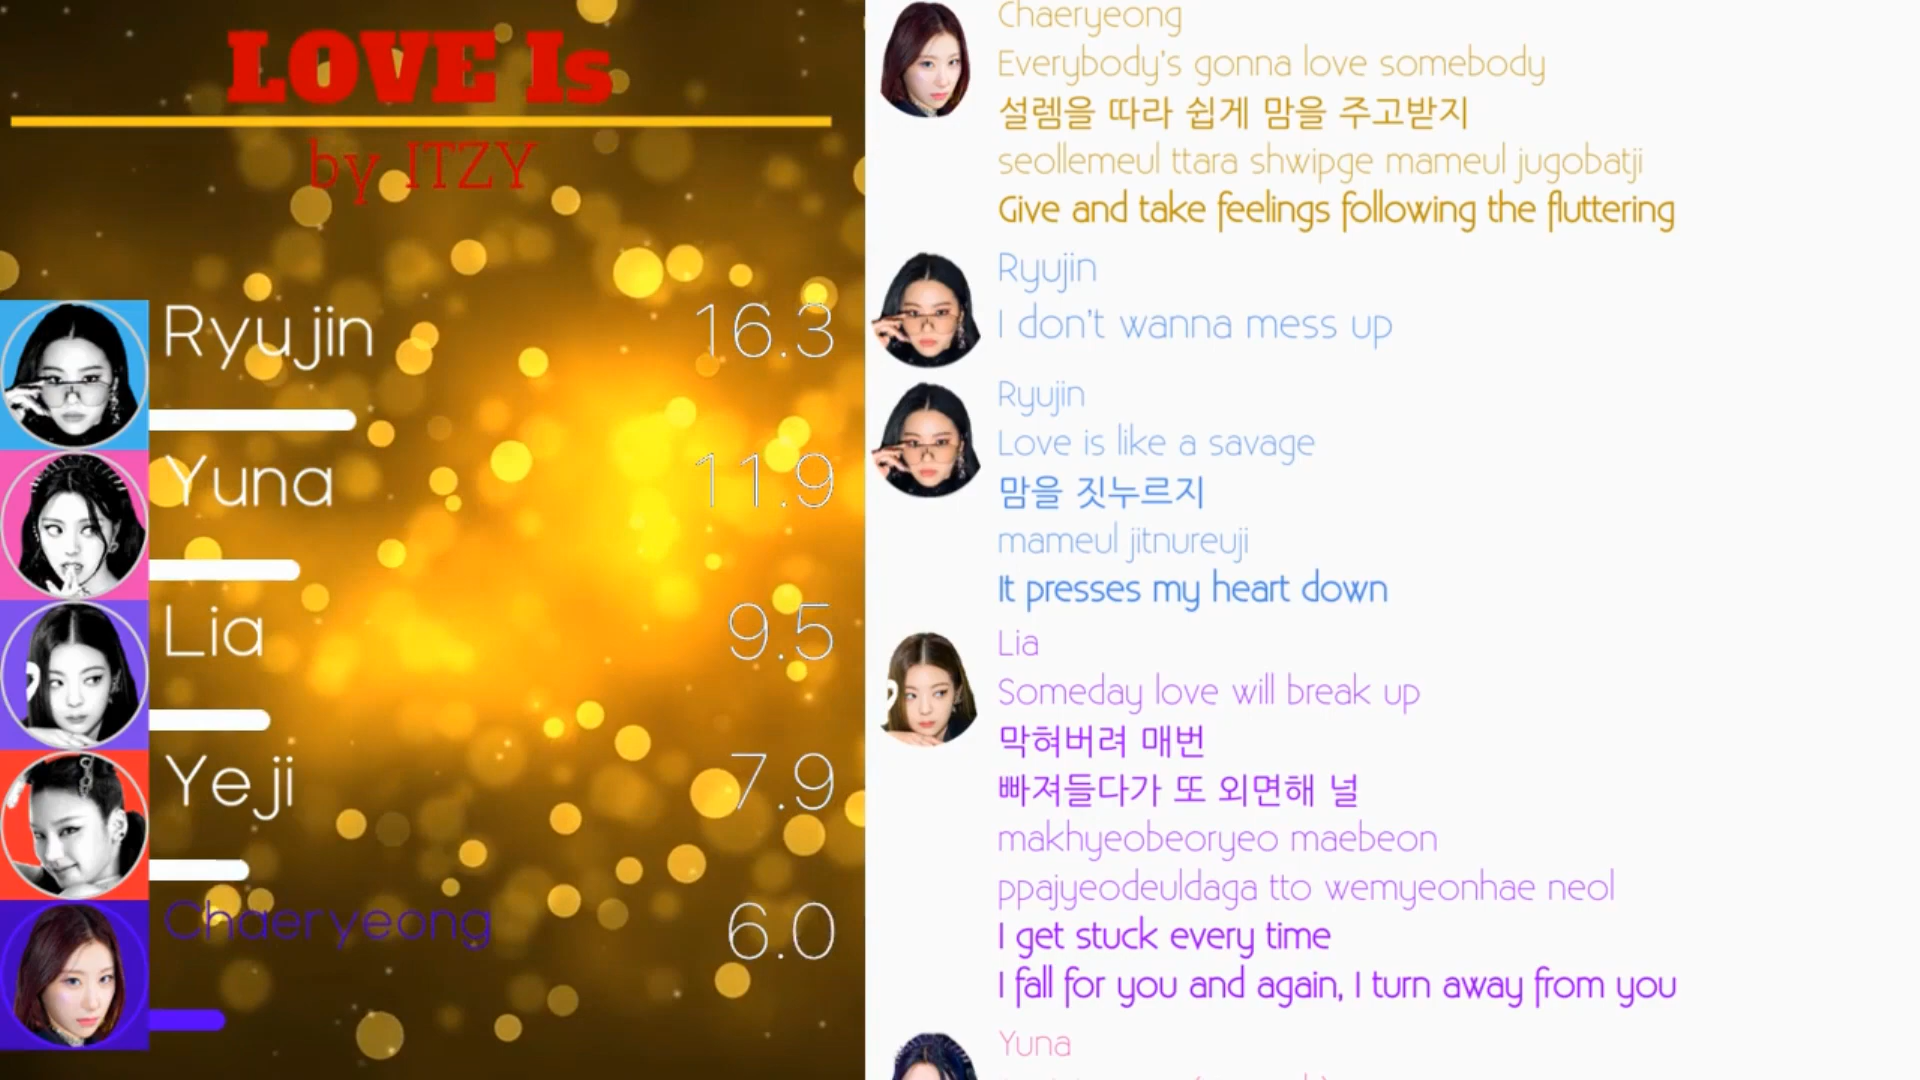 LOVE Is
by ITZY
Ryujin 16.3
Yuna 11.9
Lia 9.5
Yeji 7.9
Chaeryeong 6.0
Chaeryeong
Everybody's gonna love somebody
설렘을 따라 쉽게 맘을 주고받지
seollemeul ttara shwipge mameul jugobatji
Give and take feelings following the fluttering
Ryujin
I don't wanna mess up
Ryujin
Love is like a savage
맘을 짓누르지
mameul jitnureuji
It presses my heart down
Lia
Someday love will break up
막혀버려 매번
빠져들다가 또 외면해 널
makhyeobeoryeo maebeon
ppajyeodeuldaga tto wemyeonhae neol
I get stuck every time
I fall for you and again, I turn away from you
Yuna